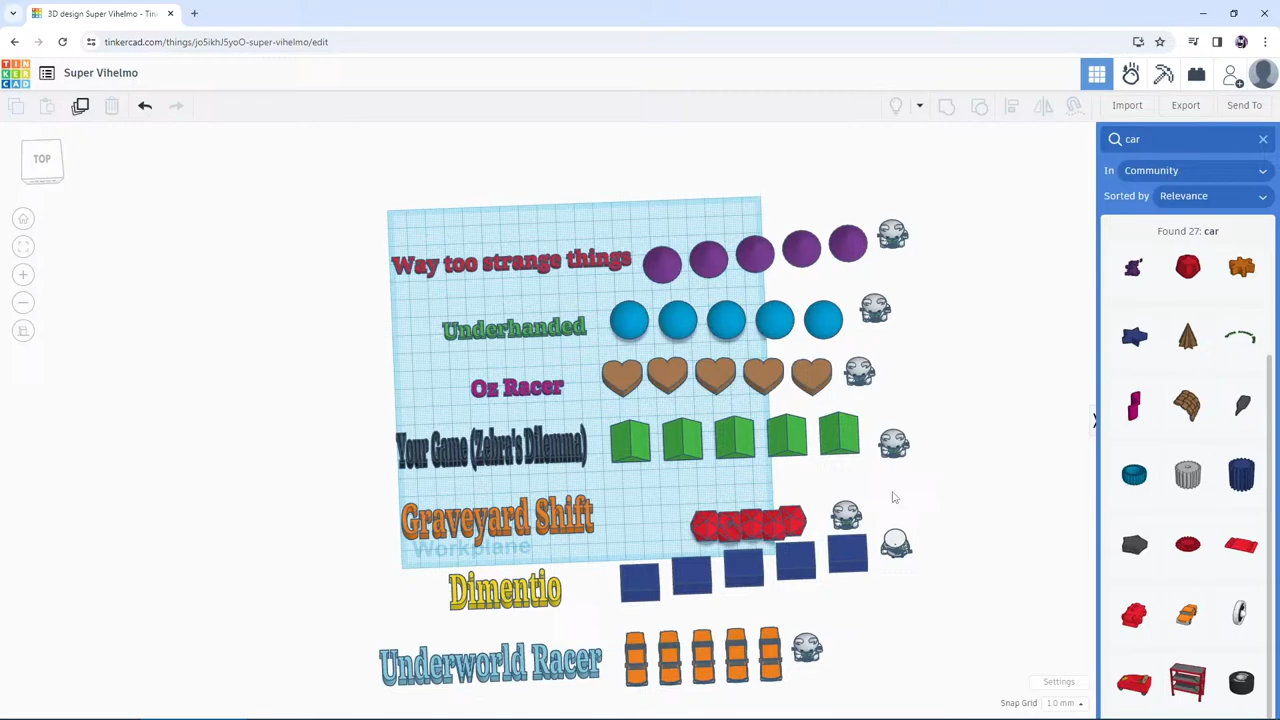 3D design Super Vihelmo - Tin
tinkercad.com/things/jo5ikhJ5yoO-super-vihelmo/edit
TIN
KER
CAD
Super Vihelmo
Import
Export
Send To
TOP
car
In
Community
Sorted by
Relevance
Found 27: car
Way too strange things
Underhanded
Oz Racer
Your Game (Zebra's Dilemma)
Graveyard Shift
Workplane
Dimentio
Underworld Racer
Settings
Snap Grid
1.0 mm